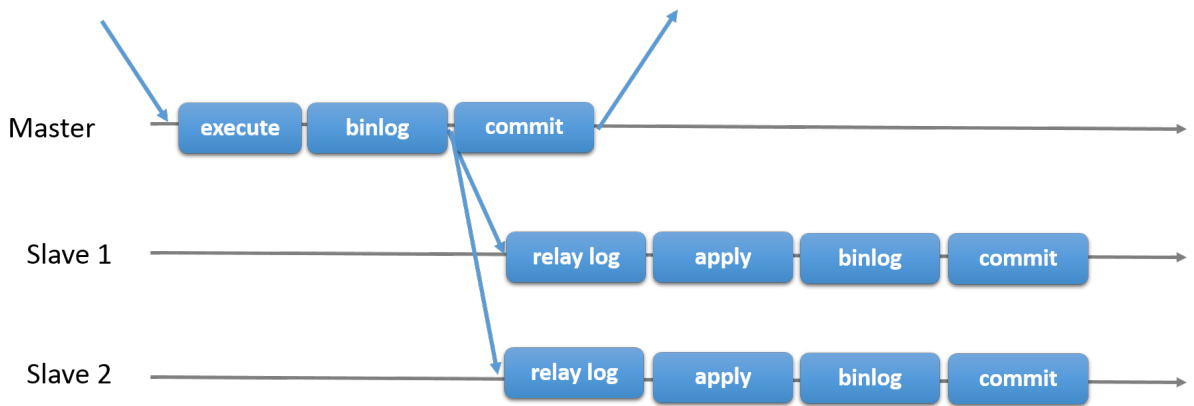 Master
execute
binlog
commit
Slave 1
relay log
apply
binlog
commit
Slave 2
relay log
apply
binlog
commit